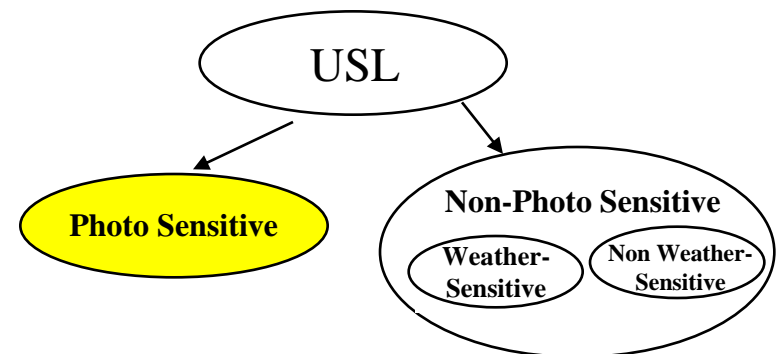 USL
Photo Sensitive
Non-Photo Sensitive
Weather-
Sensitive
Non Weather-
Sensitive